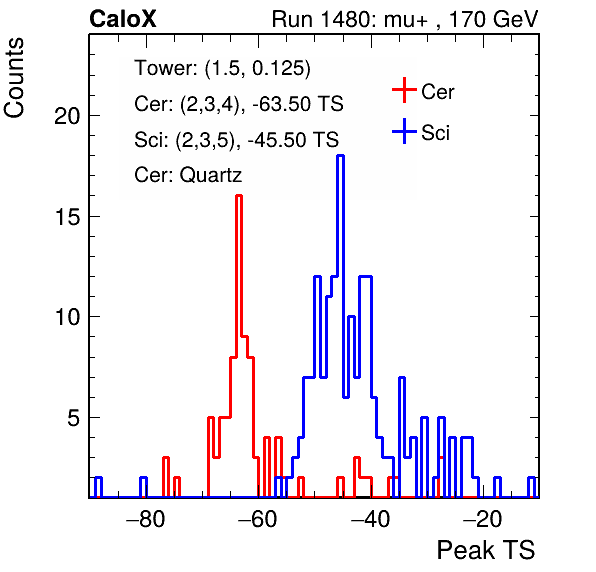 CaloX Run 1480: mu+ , 170 GeV
Counts
Tower: (1.5, 0.125)
Cer: (2,3,4), -63.50 TS
Sci: (2,3,5), -45.50 TS
Cer: Quartz
Cer
Sci
20
15
10
5
−80 −60 −40 −20
Peak TS